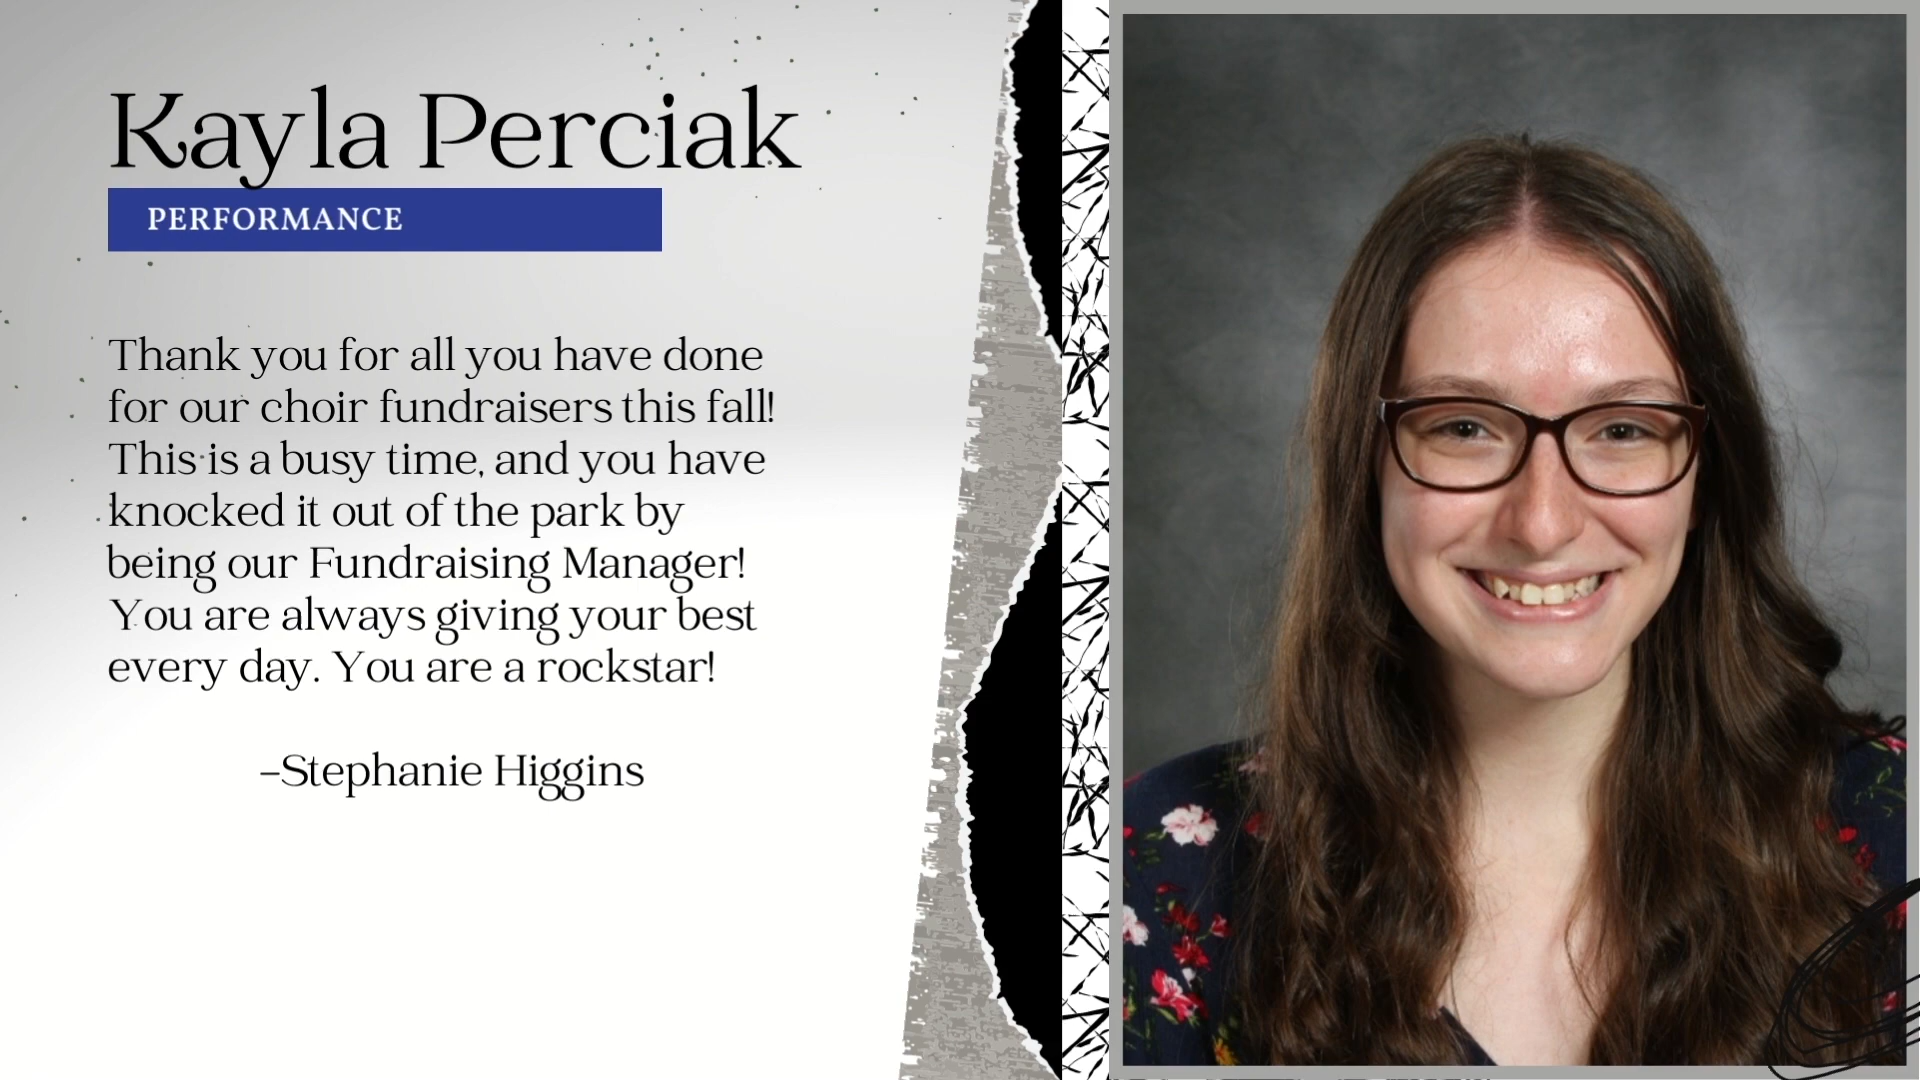 Kayla Perciak
PERFORMANCE
Thank you for all you have done
for our choir fundraisers this fall!
This is a busy time, and you have
knocked it out of the park by
being our Fundraising Manager!
You are always giving your best
every day. You are a rockstar!
–Stephanie Higgins